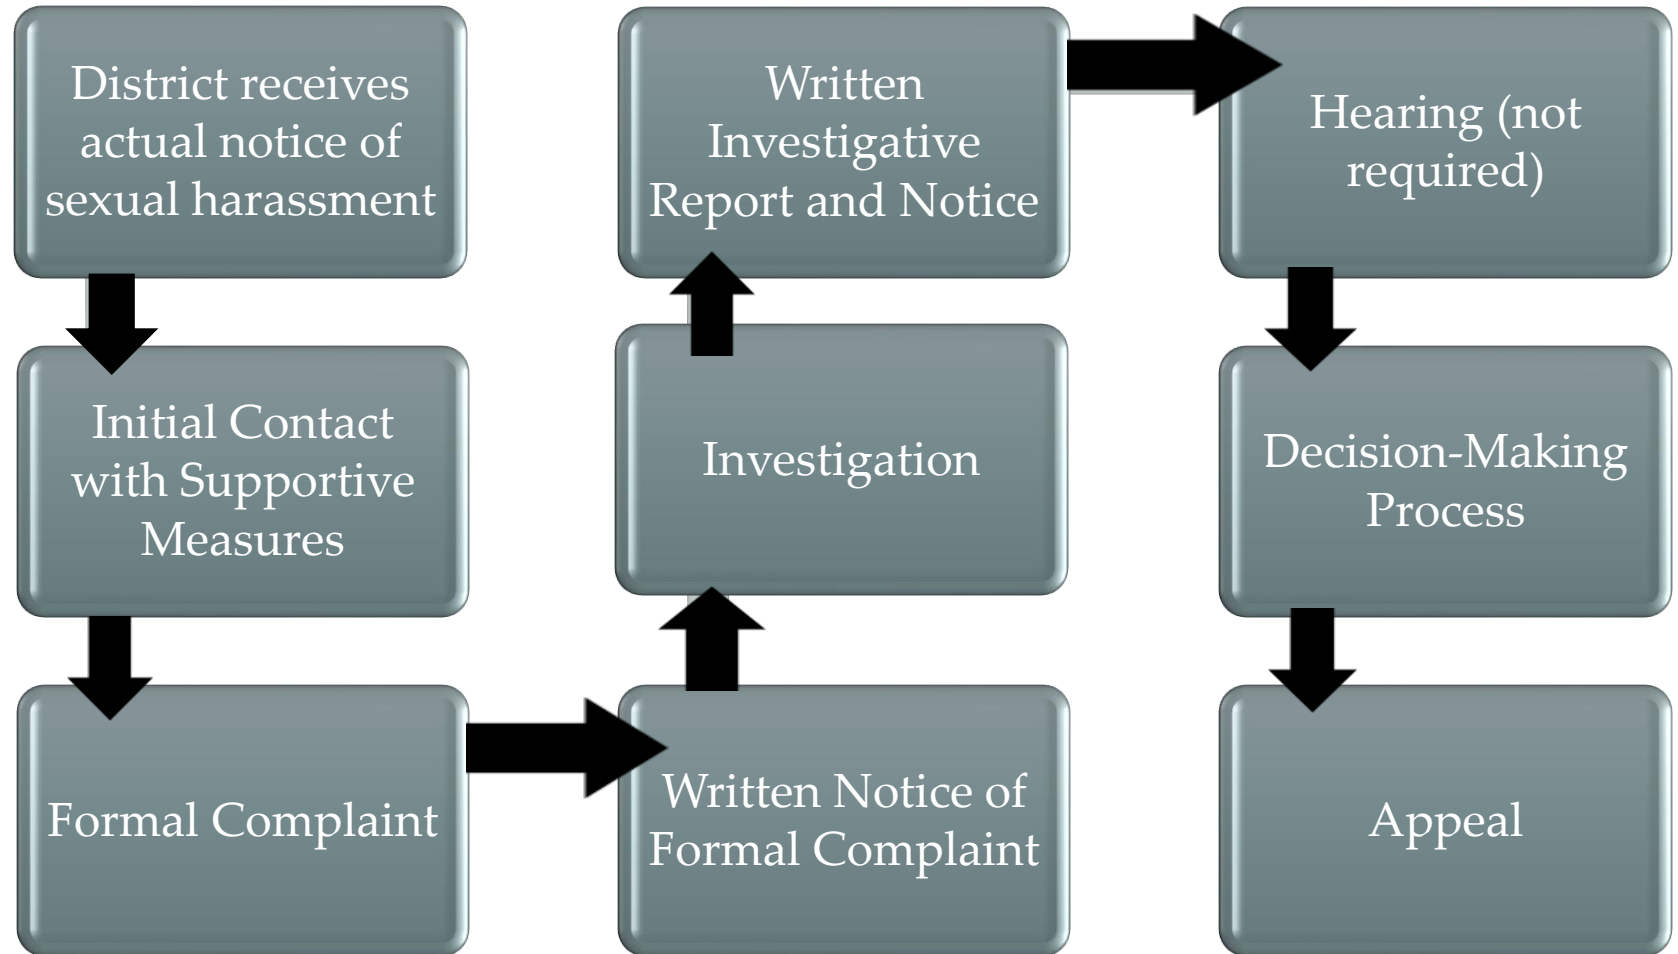 District receives
actual notice of
sexual harassment
Initial Contact
with Supportive
Measures
Formal Complaint
Written Notice of
Formal Complaint
Investigation
Written
Investigative
Report and Notice
Hearing (not
required)
Decision-Making
Process
Appeal